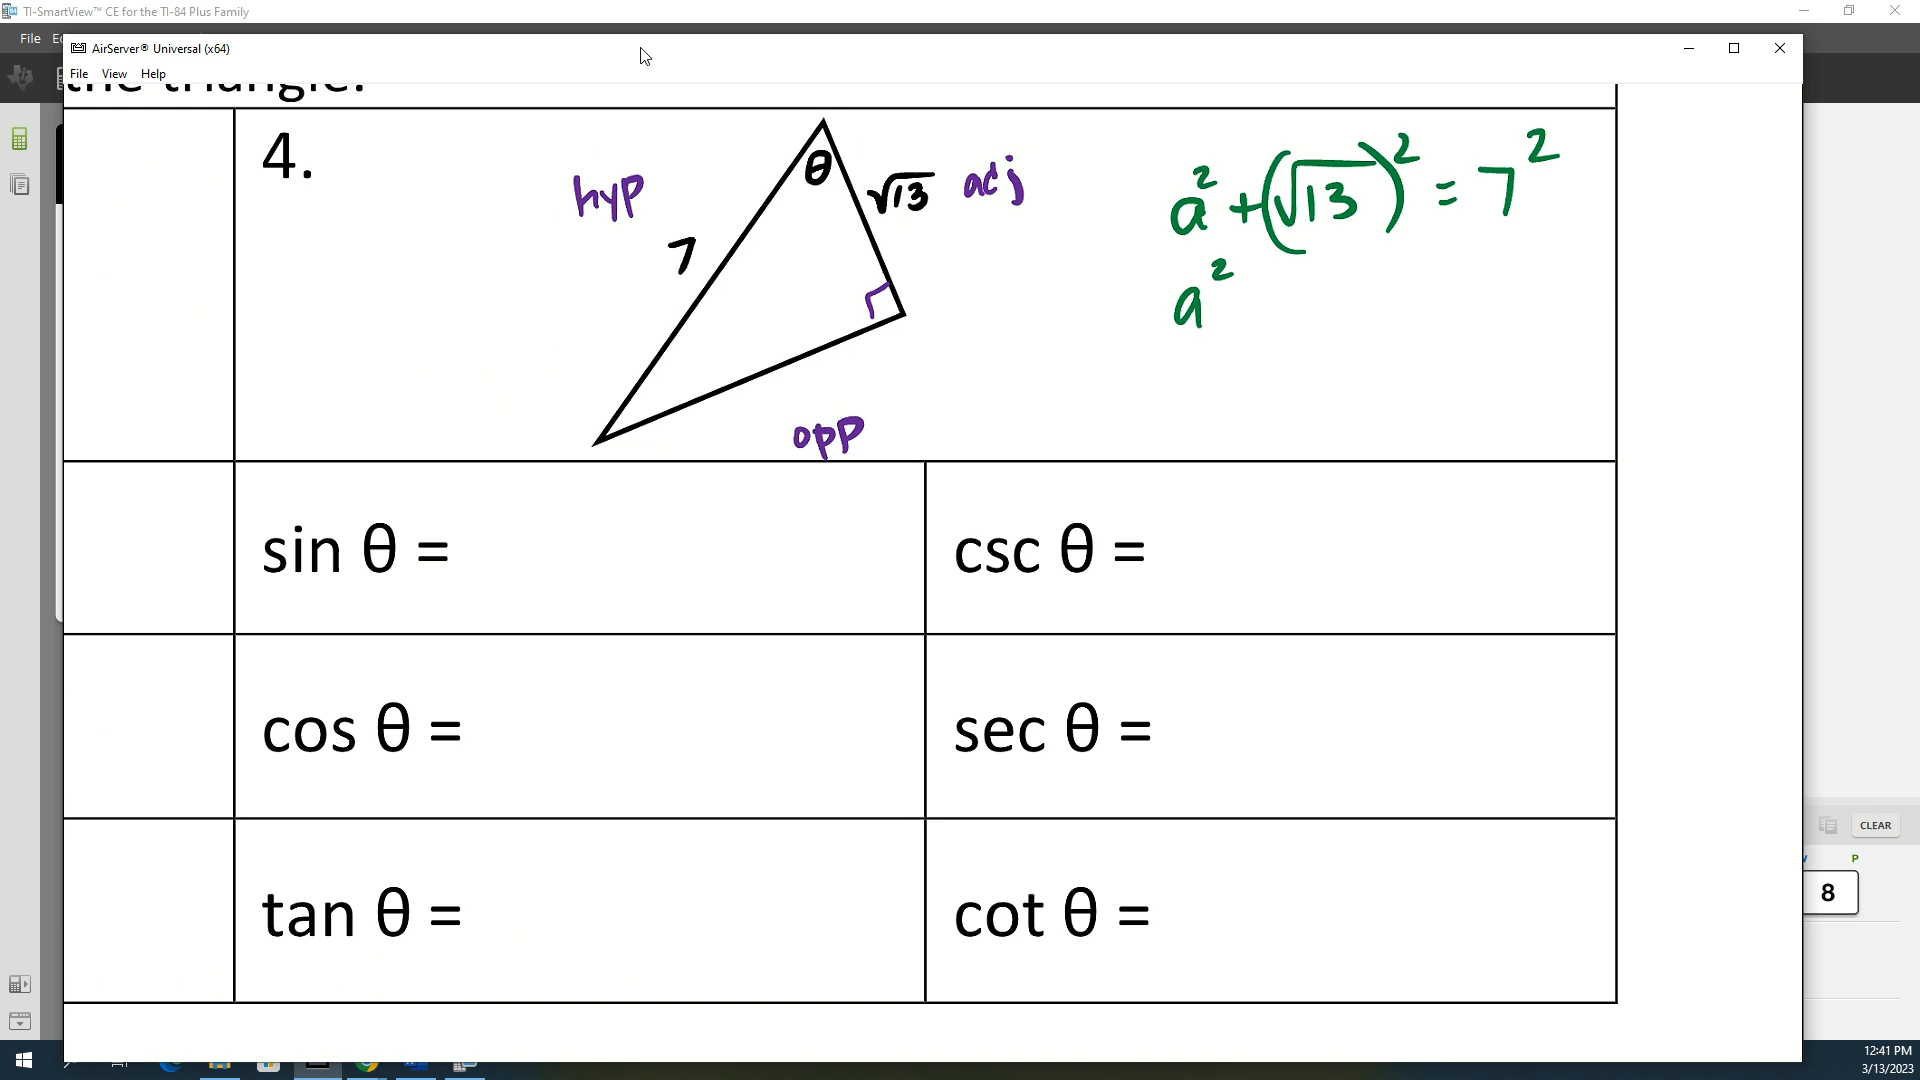 TI-SmartView™ CE for the TI-84 Plus Family
File
AirServer® Universal (x64)
File View Help
the triangle.
4.
θ
hyp
7
√13
adj
opp
a² + (√13)² = 7²
a²
sin θ =
csc θ =
cos θ =
sec θ =
tan θ =
cot θ =
CLEAR
P
8
12:41 PM
3/13/2023